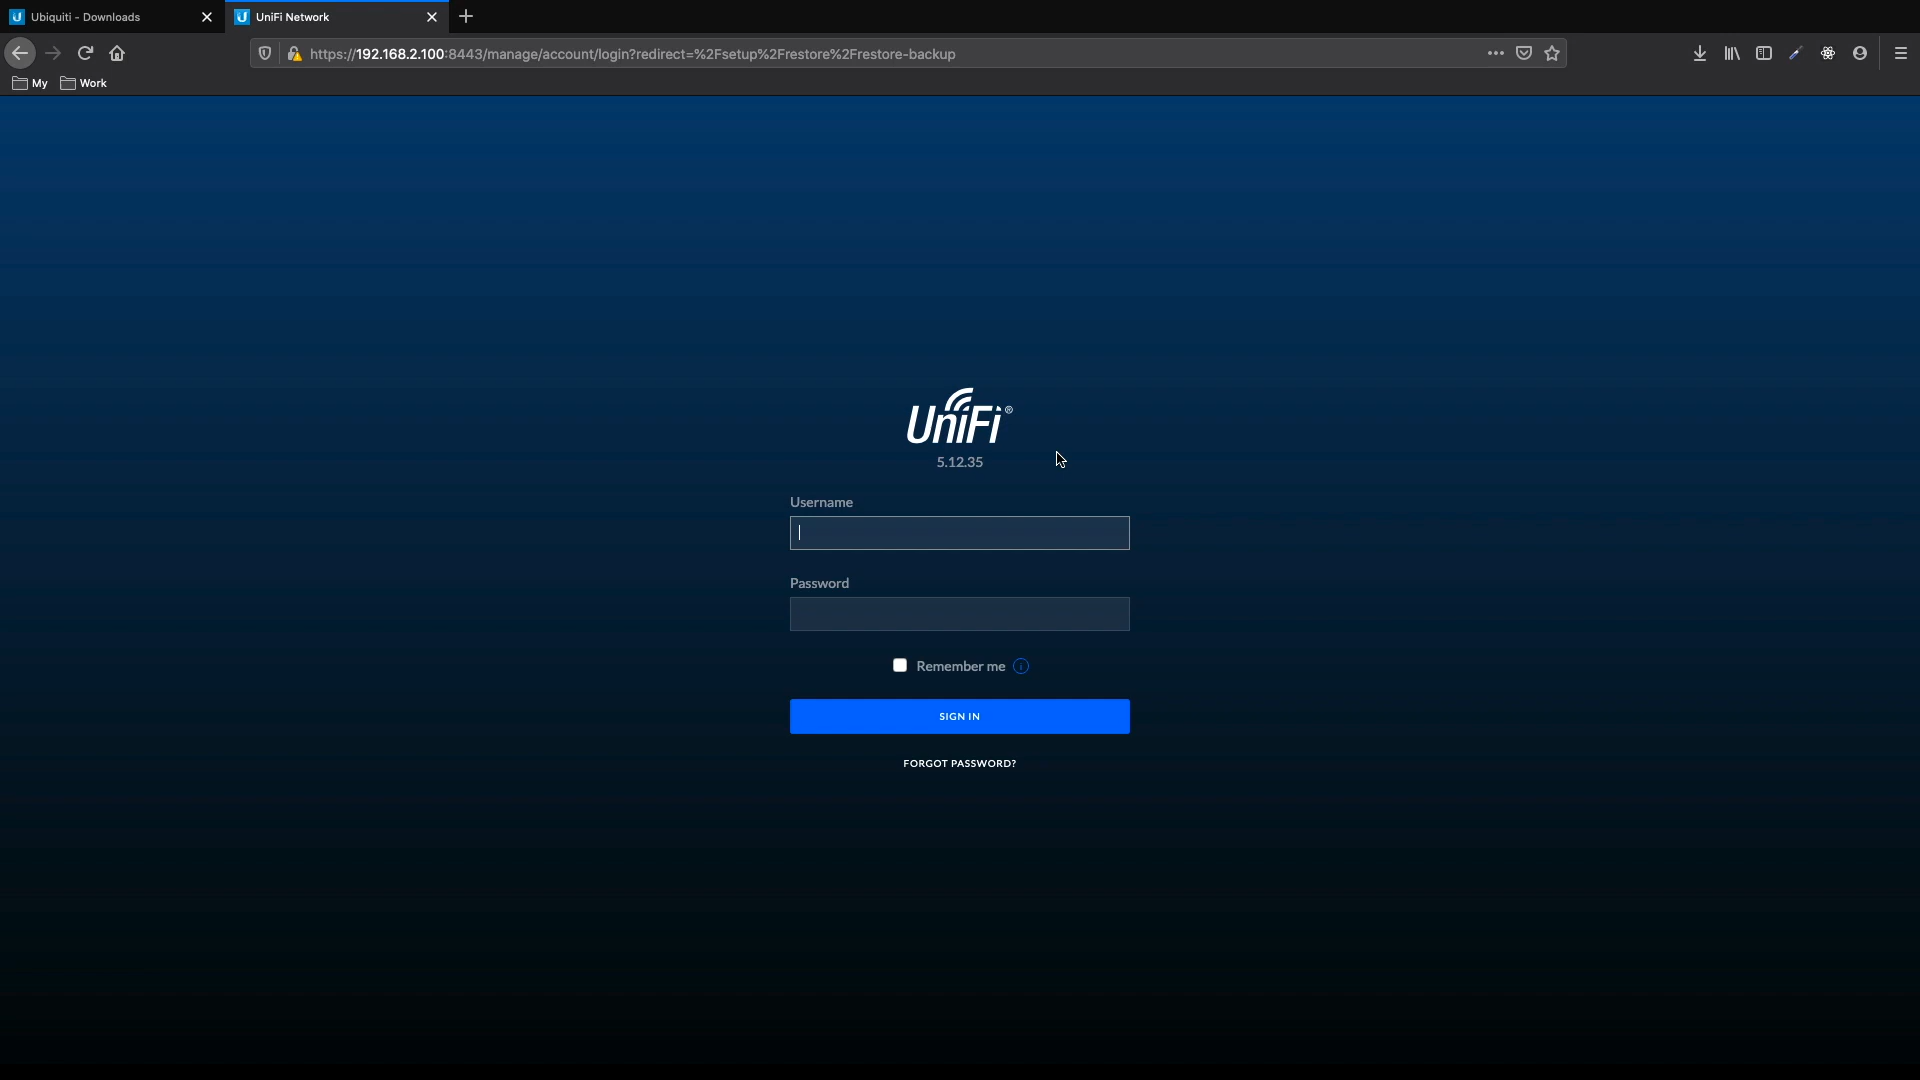 Ubiquiti - Downloads
UniFi Network
https://192.168.2.100:8443/manage/account/login?redirect=%2Fsetup%2Frestore%2Frestore-backup
My
Work
UniFi®
5.12.35
Username
Password
Remember me
SIGN IN
FORGOT PASSWORD?